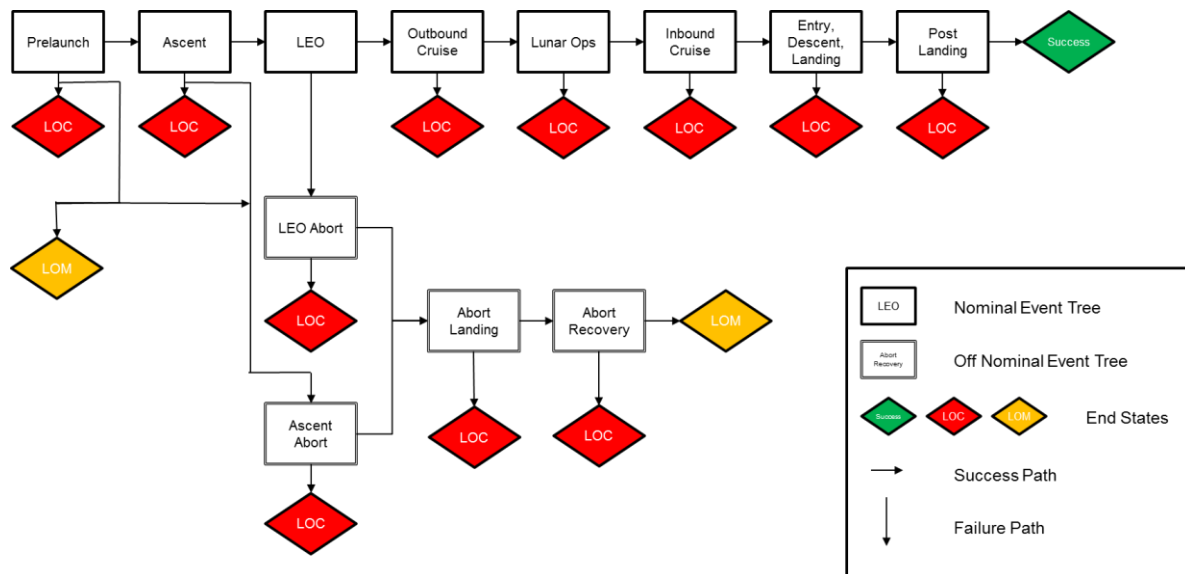 Prelaunch
Ascent
LEO
Outbound
Cruise
Lunar Ops
Inbound
Cruise
Entry,
Descent,
Landing
Post
Landing
Success
LOC
LOC
LOC
LOC
LOC
LOC
LOC
LEO Abort
LOM
LOC
Abort
Landing
Abort
Recovery
LOM
Ascent
Abort
LOC
LOC
LOC
LEO
Nominal Event Tree
Abort
Recovery
Off Nominal Event Tree
Success
LOC
LOM
End States
Success Path
Failure Path